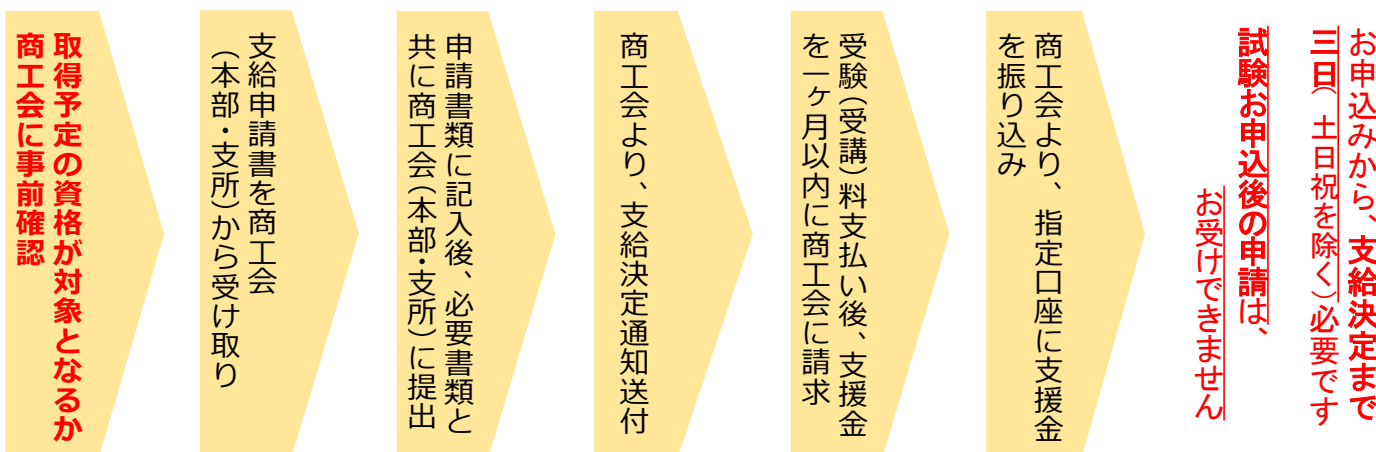 取得予定の資格が対象となるか
商工会に事前確認
支給申請書を商工会
(本部・支所)から受け取り
申請書類に記入後、必要書類と
共に商工会(本部・支所)に提出
商工会より、支給決定通知送付
受験(受講)料支払い後、支援金
を一ヶ月以内に商工会に請求
商工会より、指定口座に支援金
を振り込み
お申込みから、支給決定まで
三日(土日祝を除く)必要です
試験お申込後の申請は、
お受けできません